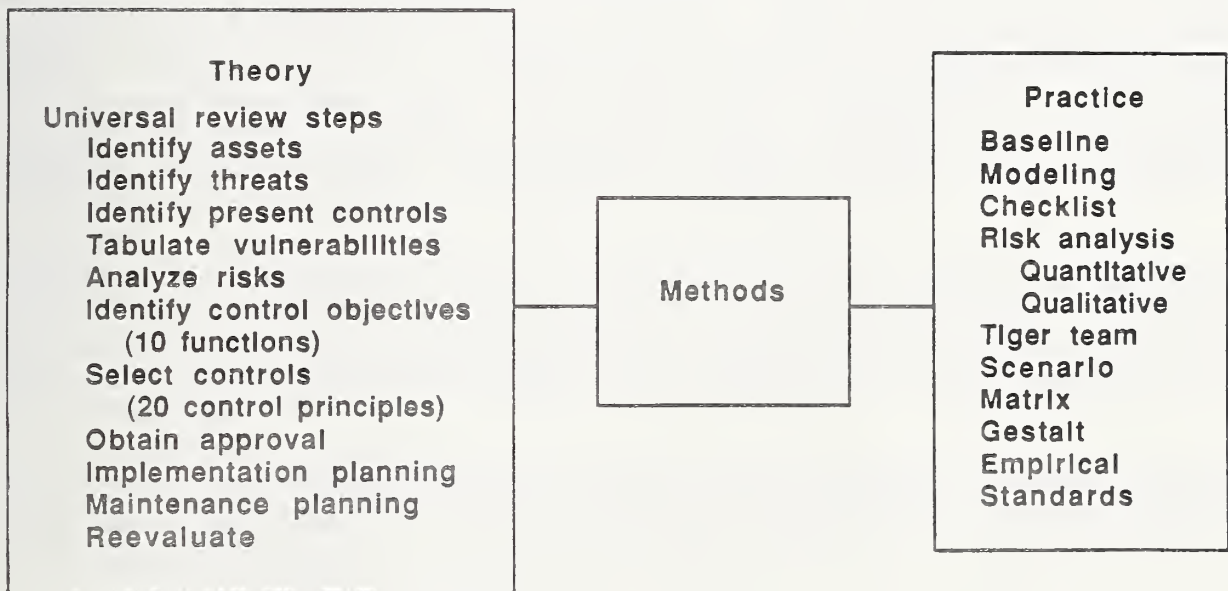 Theory
Universal review steps
Identify assets
Identify threats
Identify present controls
Tabulate vulnerabilities
Analyze risks
Identify control objectives
(10 functions)
Select controls
(20 control principles)
Obtain approval
Implementation planning
Maintenance planning
Reevaluate
Methods
Practice
Baseline
Modeling
Checklist
Risk analysis
Quantitative
Qualitative
Tiger team
Scenario
Matrix
Gestalt
Empirical
Standards